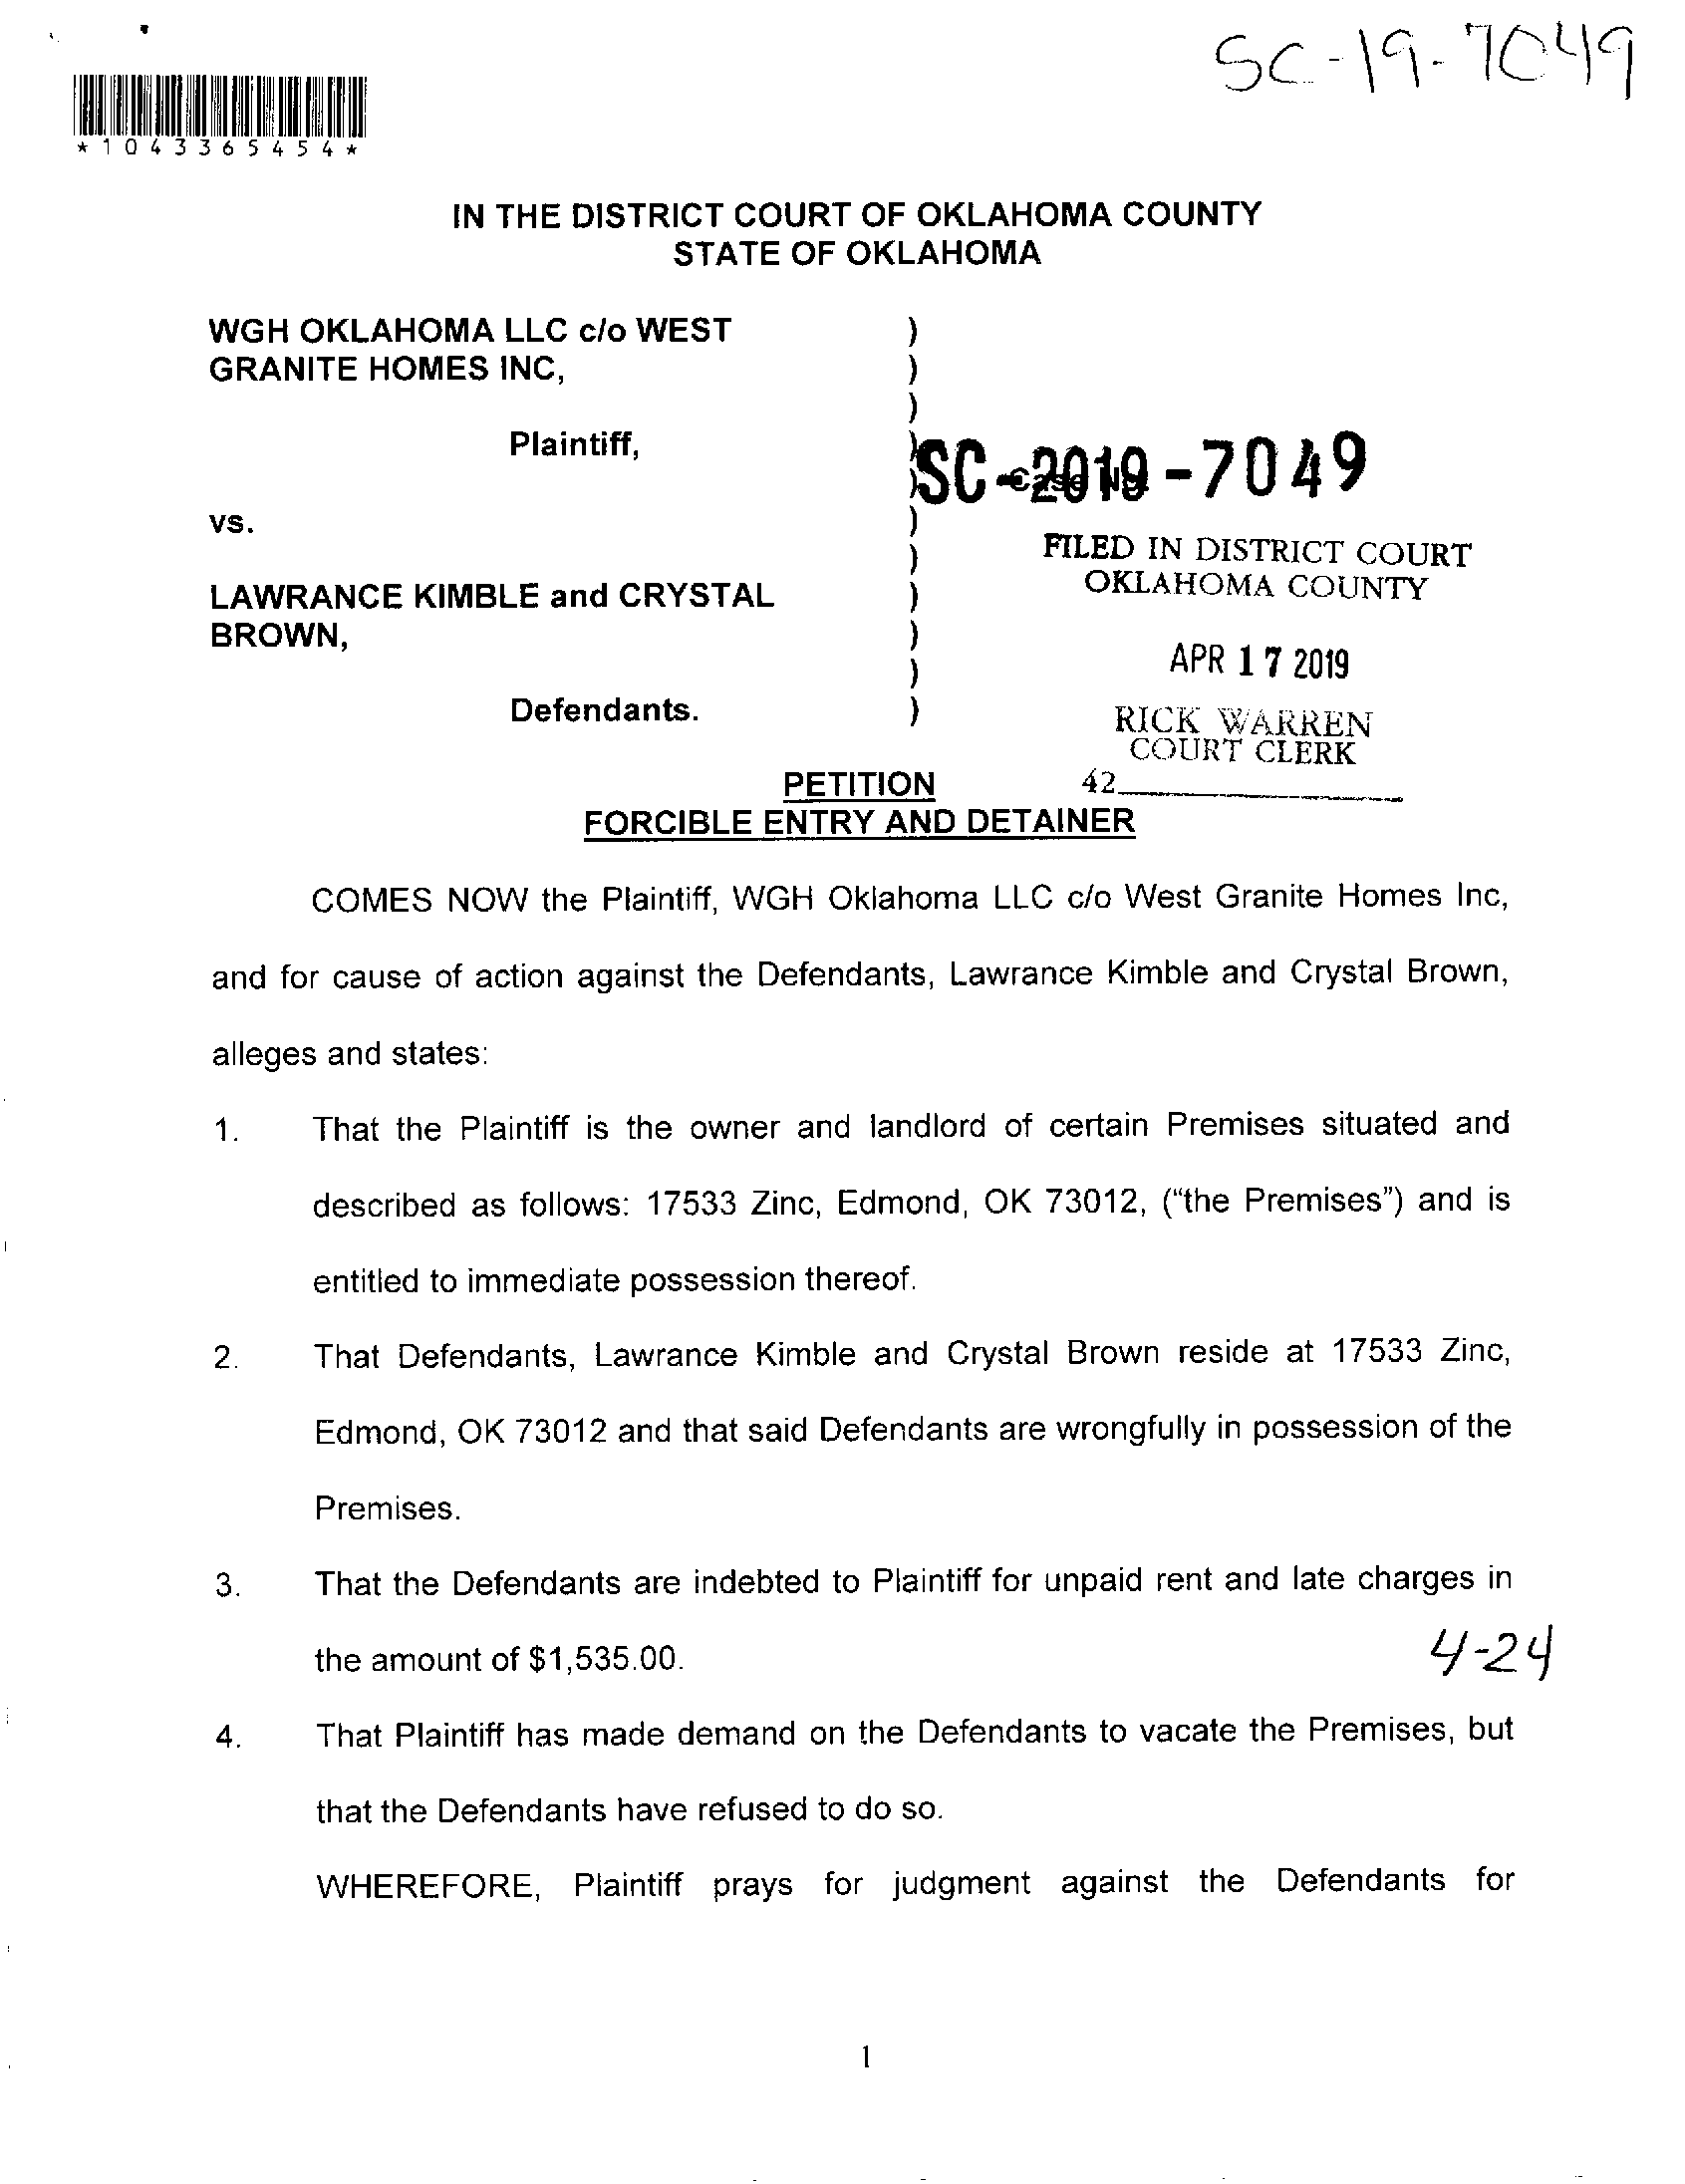 SC-19-7049
*1043365454*
IN THE DISTRICT COURT OF OKLAHOMA COUNTY
STATE OF OKLAHOMA
WGH OKLAHOMA LLC c/o WEST )
GRANITE HOMES INC, )
)
Plaintiff, )
) SC-2019-7049
Case No.
vs. )
) FILED IN DISTRICT COURT
OKLAHOMA COUNTY
LAWRANCE KIMBLE and CRYSTAL )
BROWN, )
) APR 17 2019
Defendants. ) RICK WARREN
COURT CLERK
PETITION 42
FORCIBLE ENTRY AND DETAINER
COMES NOW the Plaintiff, WGH Oklahoma LLC c/o West Granite Homes Inc,
and for cause of action against the Defendants, Lawrance Kimble and Crystal Brown,
alleges and states:
1. That the Plaintiff is the owner and landlord of certain Premises situated and
described as follows: 17533 Zinc, Edmond, OK 73012, (“the Premises”) and is
entitled to immediate possession thereof.
2. That Defendants, Lawrance Kimble and Crystal Brown reside at 17533 Zinc,
Edmond, OK 73012 and that said Defendants are wrongfully in possession of the
Premises.
3. That the Defendants are indebted to Plaintiff for unpaid rent and late charges in
the amount of $1,535.00. 4-24
4. That Plaintiff has made demand on the Defendants to vacate the Premises, but
that the Defendants have refused to do so.
WHEREFORE, Plaintiff prays for judgment against the Defendants for
1